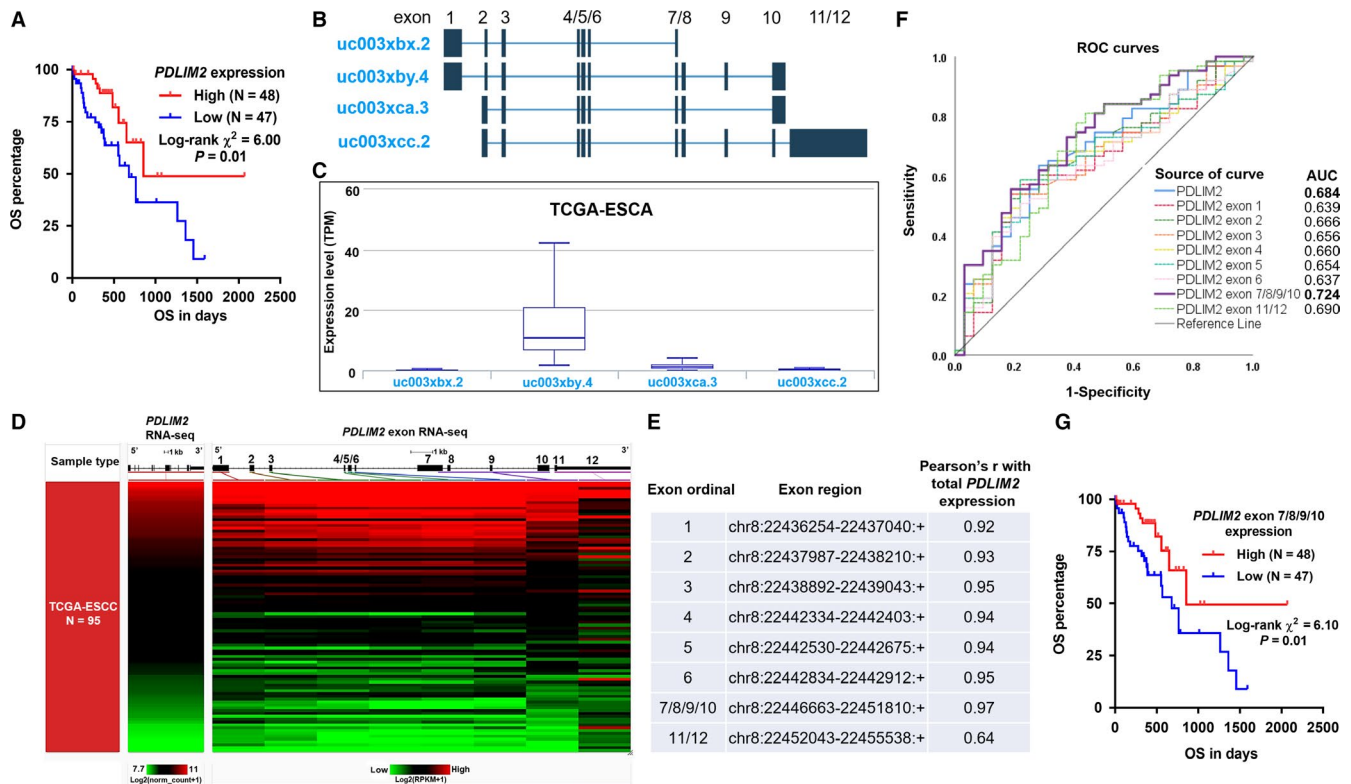 A
PDLIM2 expression
High (N = 48)
Low (N = 47)
Log-rank χ² = 6.00
P = 0.01
OS percentage
100
75
50
25
0
0 500 1000 1500 2000 2500
OS in days
B
exon 1 2 3 4/5/6 7/8 9 10 11/12
uc003xbx.2
uc003xby.4
uc003xca.3
uc003xcc.2
C
TCGA-ESCA
Expression level (TPM)
60
40
20
0
uc003xbx.2 uc003xby.4 uc003xca.3 uc003xcc.2
D
Sample type
PDLIM2
RNA-seq
5' 3'
1 kb
PDLIM2 exon RNA-seq
5' 3'
1 kb
1 2 3 4/5/6 7 8 9 10 11 12
TCGA-ESCC
N = 95
7.7 11
Log2(norm_count+1)
Low High
Log2(RPKM+1)
E
Exon ordinal Exon region Pearson's r with
total PDLIM2
expression
1 chr8:22436254-22437040:+ 0.92
2 chr8:22437987-22438210:+ 0.93
3 chr8:22438892-22439043:+ 0.95
4 chr8:22442334-22442403:+ 0.94
5 chr8:22442530-22442675:+ 0.94
6 chr8:22442834-22442912:+ 0.95
7/8/9/10 chr8:22446663-22451810:+ 0.97
11/12 chr8:22452043-22455538:+ 0.64
F
ROC curves
Sensitivity
1.0
0.8
0.6
0.4
0.2
0.0
0.0 0.2 0.4 0.6 0.8 1.0
1-Specificity
Source of curve AUC
PDLIM2 0.684
PDLIM2 exon 1 0.639
PDLIM2 exon 2 0.666
PDLIM2 exon 3 0.656
PDLIM2 exon 4 0.660
PDLIM2 exon 5 0.654
PDLIM2 exon 6 0.637
PDLIM2 exon 7/8/9/10 0.724
PDLIM2 exon 11/12 0.690
Reference Line
G
PDLIM2 exon 7/8/9/10
expression
High (N = 48)
Low (N = 47)
Log-rank χ² = 6.10
P = 0.01
OS percentage
100
75
50
25
0
0 500 1000 1500 2000 2500
OS in days